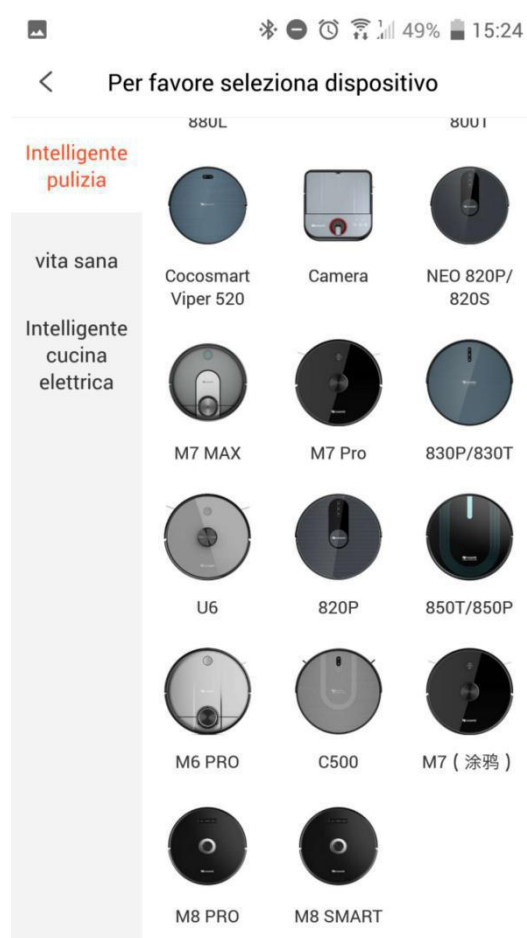 49% 15:24
Per favore seleziona dispositivo
880L
800T
Intelligente
pulizia
vita sana
Intelligente
cucina
elettrica
Cocosmart
Viper 520
Camera
NEO 820P/
820S
M7 MAX
M7 Pro
830P/830T
U6
820P
850T/850P
M6 PRO
C500
M7 ( 涂鸦 )
M8 PRO
M8 SMART